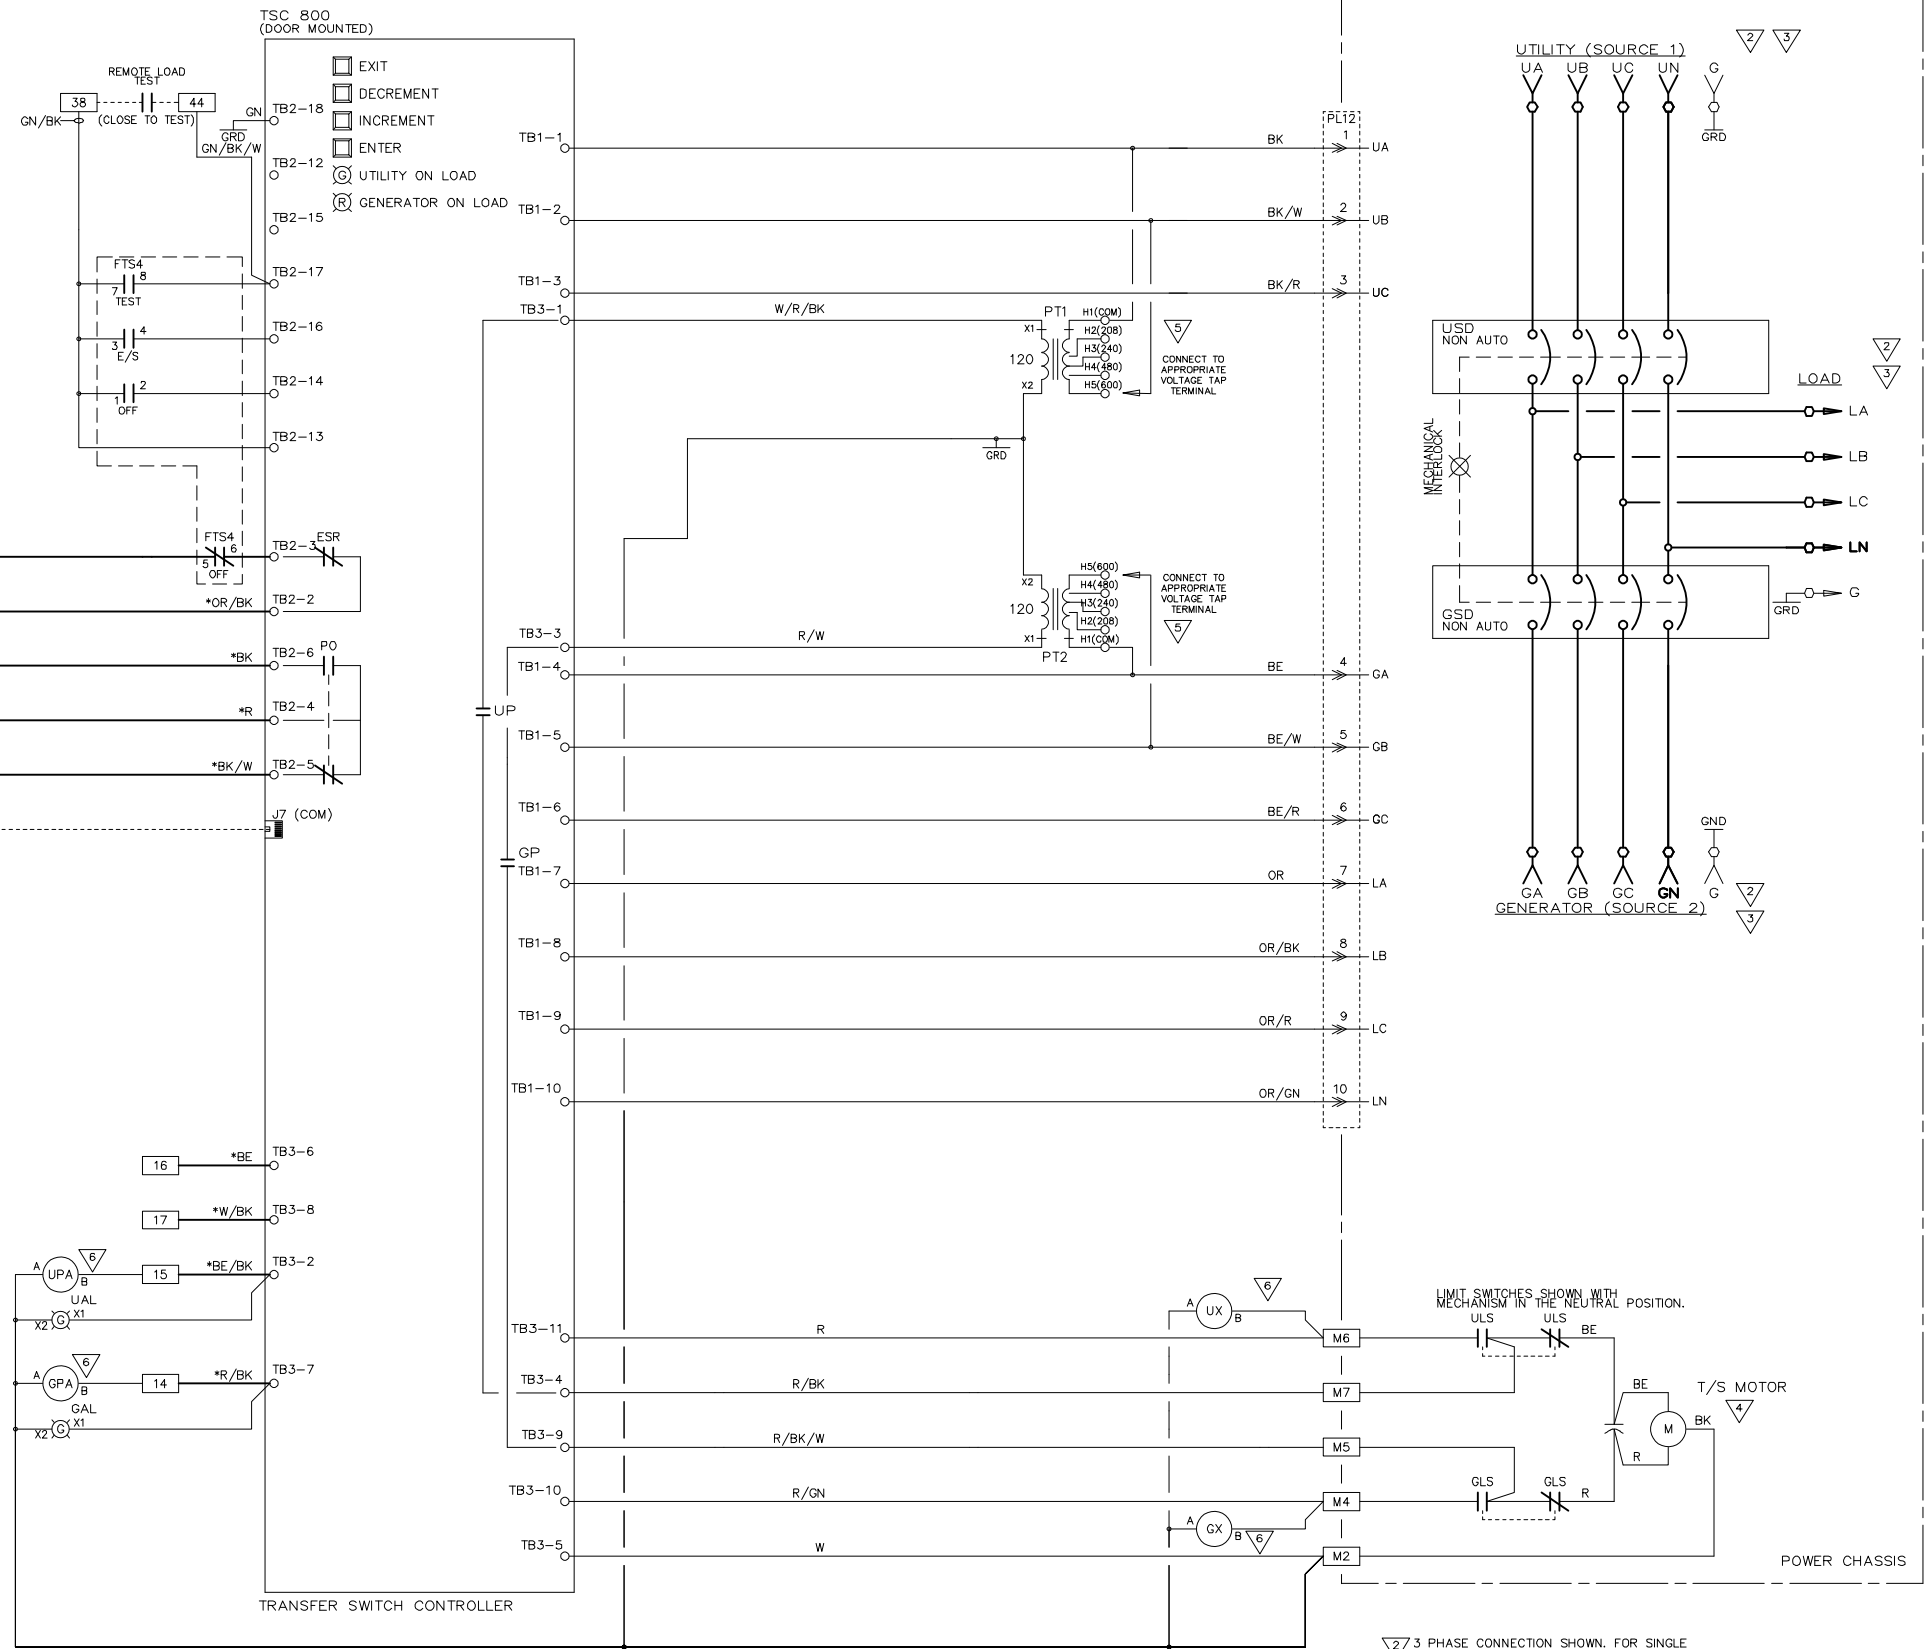 TSC 800
(DOOR MOUNTED)
EXIT
DECREMENT
INCREMENT
ENTER
G UTILITY ON LOAD
R GENERATOR ON LOAD
REMOTE LOAD
TEST
38
44
(CLOSE TO TEST)
GN/BK
GN
GRD
GN/BK/W
TB2-18
TB2-12
TB2-15
TB2-17
TB2-16
TB2-14
TB2-13
FTS4
8
7
TEST
4
3
E/S
2
1
OFF
FTS4
6
5
OFF
TB2-3
ESR
*OR/BK
TB2-2
*BK
TB2-6
PO
*R
TB2-4
*BK/W
TB2-5
J7 (COM)
16
*BE
TB3-6
17
*W/BK
TB3-8
A
UPA
B
6
15
*BE/BK
TB3-2
UAL
X2
G
X1
A
GPA
B
6
14
*R/BK
TB3-7
GAL
X2
G
X1
TRANSFER SWITCH CONTROLLER
TB1-1
TB1-2
TB1-3
TB3-1
TB3-3
TB1-4
UP
TB1-5
TB1-6
GP
TB1-7
TB1-8
TB1-9
TB1-10
TB3-11
TB3-4
TB3-9
TB3-10
TB3-5
W/R/BK
R/W
R
R/BK
R/BK/W
R/GN
W
PT1
X1
120
X2
H1(COM)
H2(208)
H3(240)
H4(480)
H5(600)
5
CONNECT TO
APPROPRIATE
VOLTAGE TAP
TERMINAL
GRD
X2
120
X1
PT2
H5(600)
H4(480)
H3(240)
H2(208)
H1(COM)
CONNECT TO
APPROPRIATE
VOLTAGE TAP
TERMINAL
5
PL12
BK
1
UA
BK/W
2
UB
BK/R
3
UC
BE
4
GA
BE/W
5
GB
BE/R
6
GC
OR
7
LA
OR/BK
8
LB
OR/R
9
LC
OR/GN
10
LN
A
UX
B
6
A
GX
B
6
M6
M7
M5
M4
M2
UTILITY (SOURCE 1)
2
3
UA
UB
UC
UN
G
GRD
USD
NON AUTO
MECHANICAL
INTERLOCK
2
3
LOAD
LA
LB
LC
LN
GRD
G
GSD
NON AUTO
GND
GA
GB
GC
GN
G
GENERATOR (SOURCE 2)
2
3
LIMIT SWITCHES SHOWN WITH
MECHANISM IN THE NEUTRAL POSITION.
ULS
ULS
BE
GLS
GLS
R
BE
R
M
BK
T/S MOTOR
4
POWER CHASSIS
2 3 PHASE CONNECTION SHOWN. FOR SINGLE